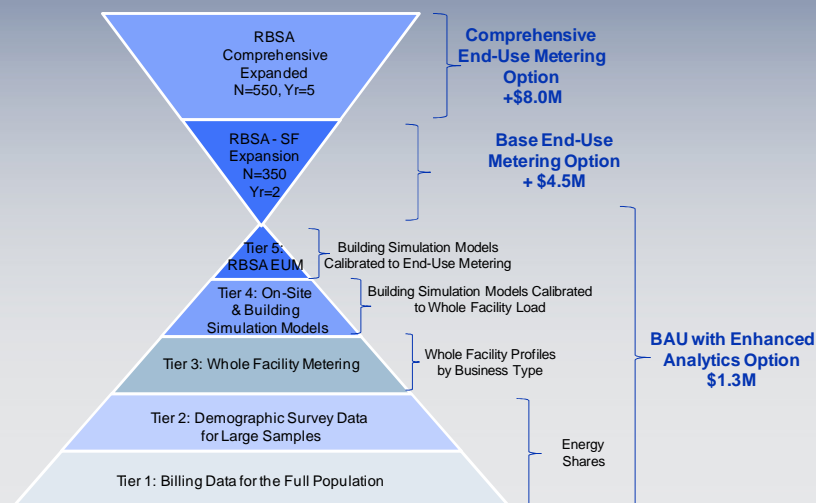 RBSA
Comprehensive
Expanded
N=550, Yr=5
Comprehensive
End-Use Metering
Option
+$8.0M
RBSA - SF
Expansion
N=350
Yr=2
Base End-Use
Metering Option
+ $4.5M
Tier 5:
RBSA EUM
Building Simulation Models
Calibrated to End-Use Metering
Tier 4: On-Site
& Building
Simulation Models
Building Simulation Models Calibrated
to Whole Facility Load
Tier 3: Whole Facility Metering
Whole Facility Profiles
by Business Type
BAU with Enhanced
Analytics Option
$1.3M
Tier 2: Demographic Survey Data
for Large Samples
Energy
Shares
Tier 1: Billing Data for the Full Population